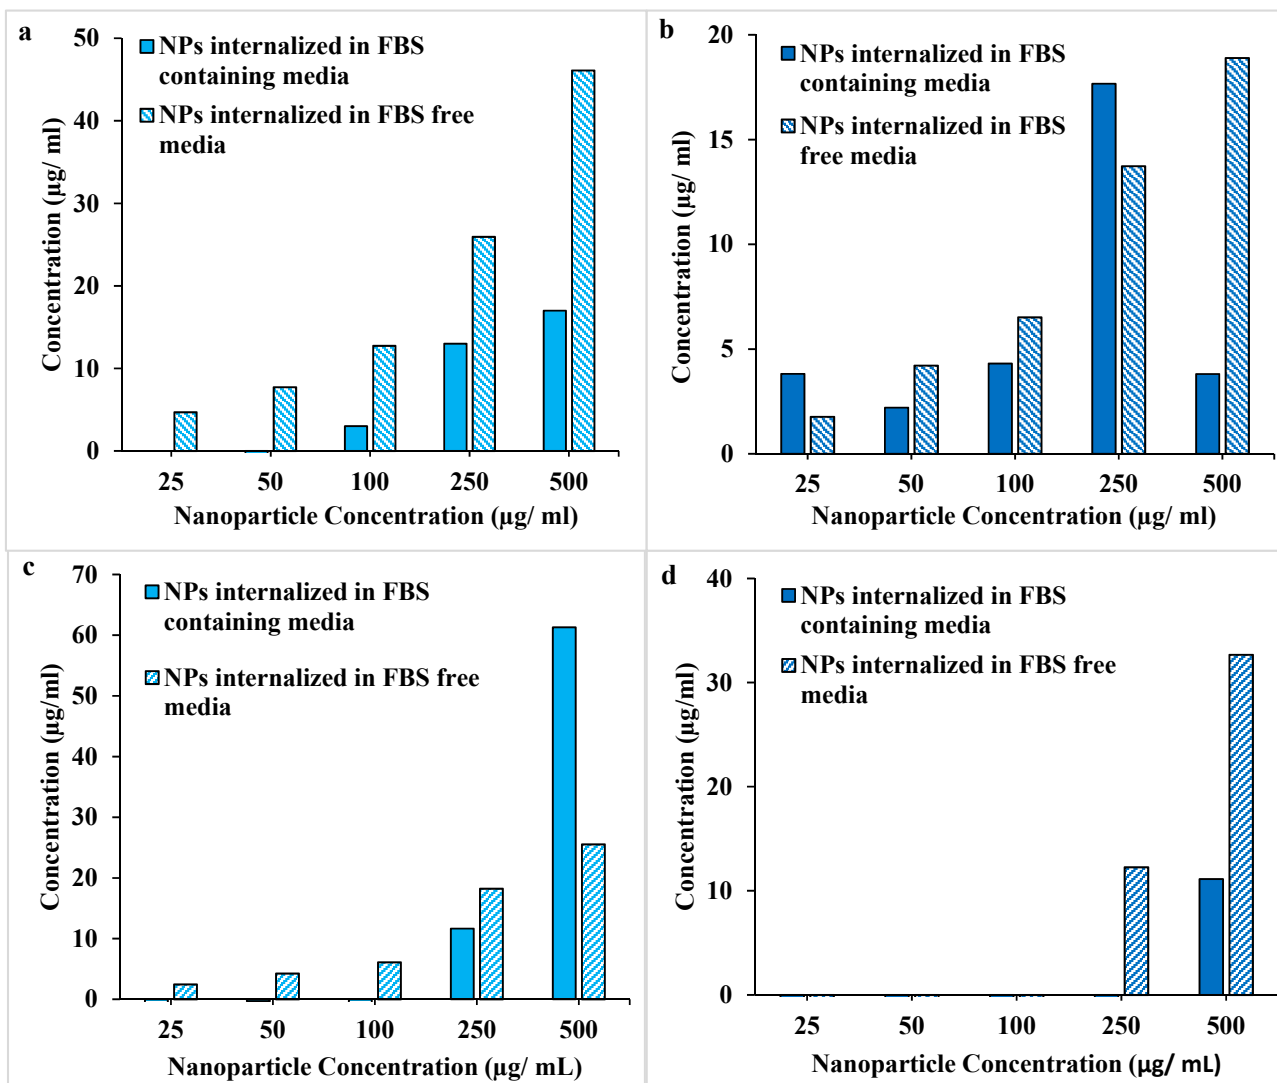 a
50
40
30
20
10
0
Concentration (µg/ ml)
NPs internalized in FBS
containing media
NPs internalized in FBS free
media
25 50 100 250 500
Nanoparticle Concentration (µg/ ml)
b
20
15
10
5
0
Concentration (µg/ ml)
NPs internalized in FBS
containing media
NPs internalized in FBS
free media
25 50 100 250 500
Nanoparticle Concentration (µg/ ml)
c
70
60
50
40
30
20
10
0
Concentration (µg/ml)
NPs internalized in FBS
containing media
NPs internalized in FBS free
media
25 50 100 250 500
Nanoparticle Concentration (µg/ mL)
d
40
30
20
10
0
Concentration (µg/ml)
NPs internalized in FBS
containing media
NPs internalized in FBS free
media
25 50 100 250 500
Nanoparticle Concentration (µg/ mL)